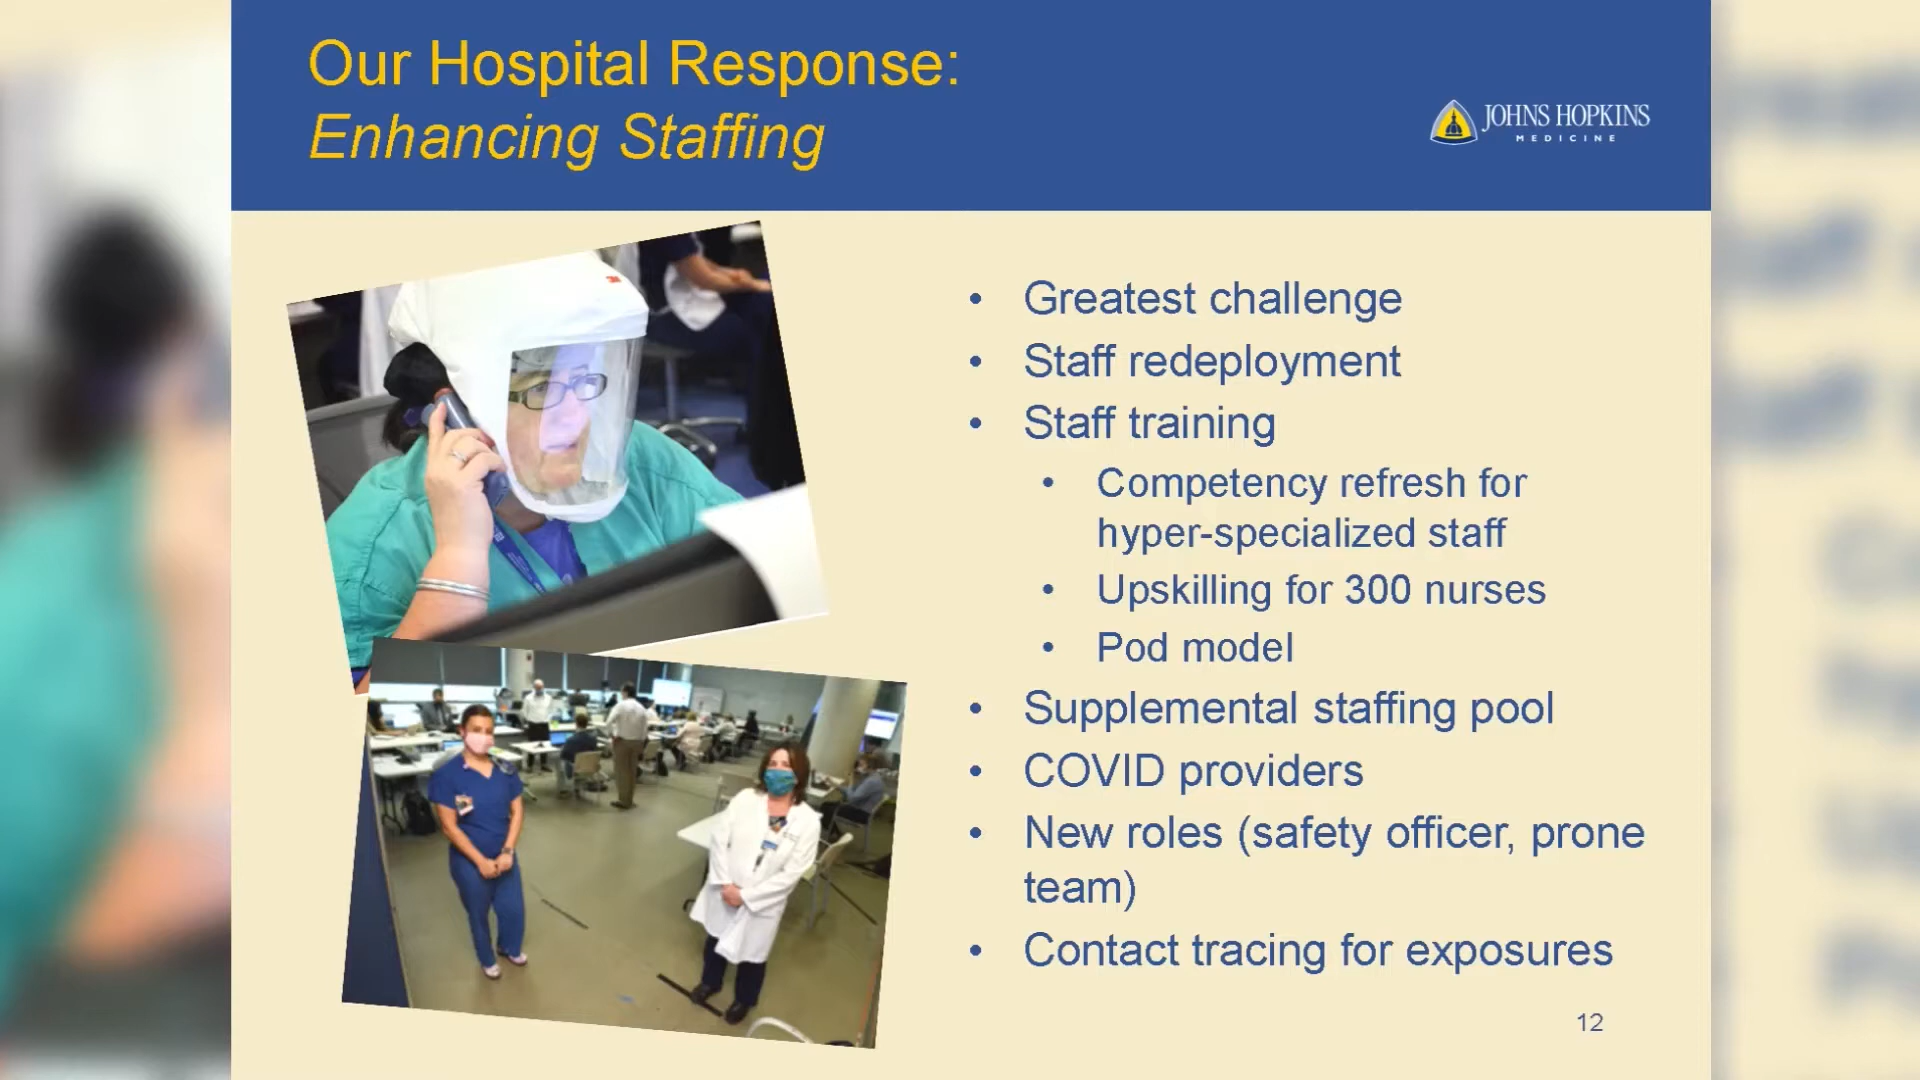 Our Hospital Response:
Enhancing Staffing
JOHNS HOPKINS
MEDICINE
• Greatest challenge
• Staff redeployment
• Staff training
• Competency refresh for
hyper-specialized staff
• Upskilling for 300 nurses
• Pod model
• Supplemental staffing pool
• COVID providers
• New roles (safety officer, prone
team)
• Contact tracing for exposures
12